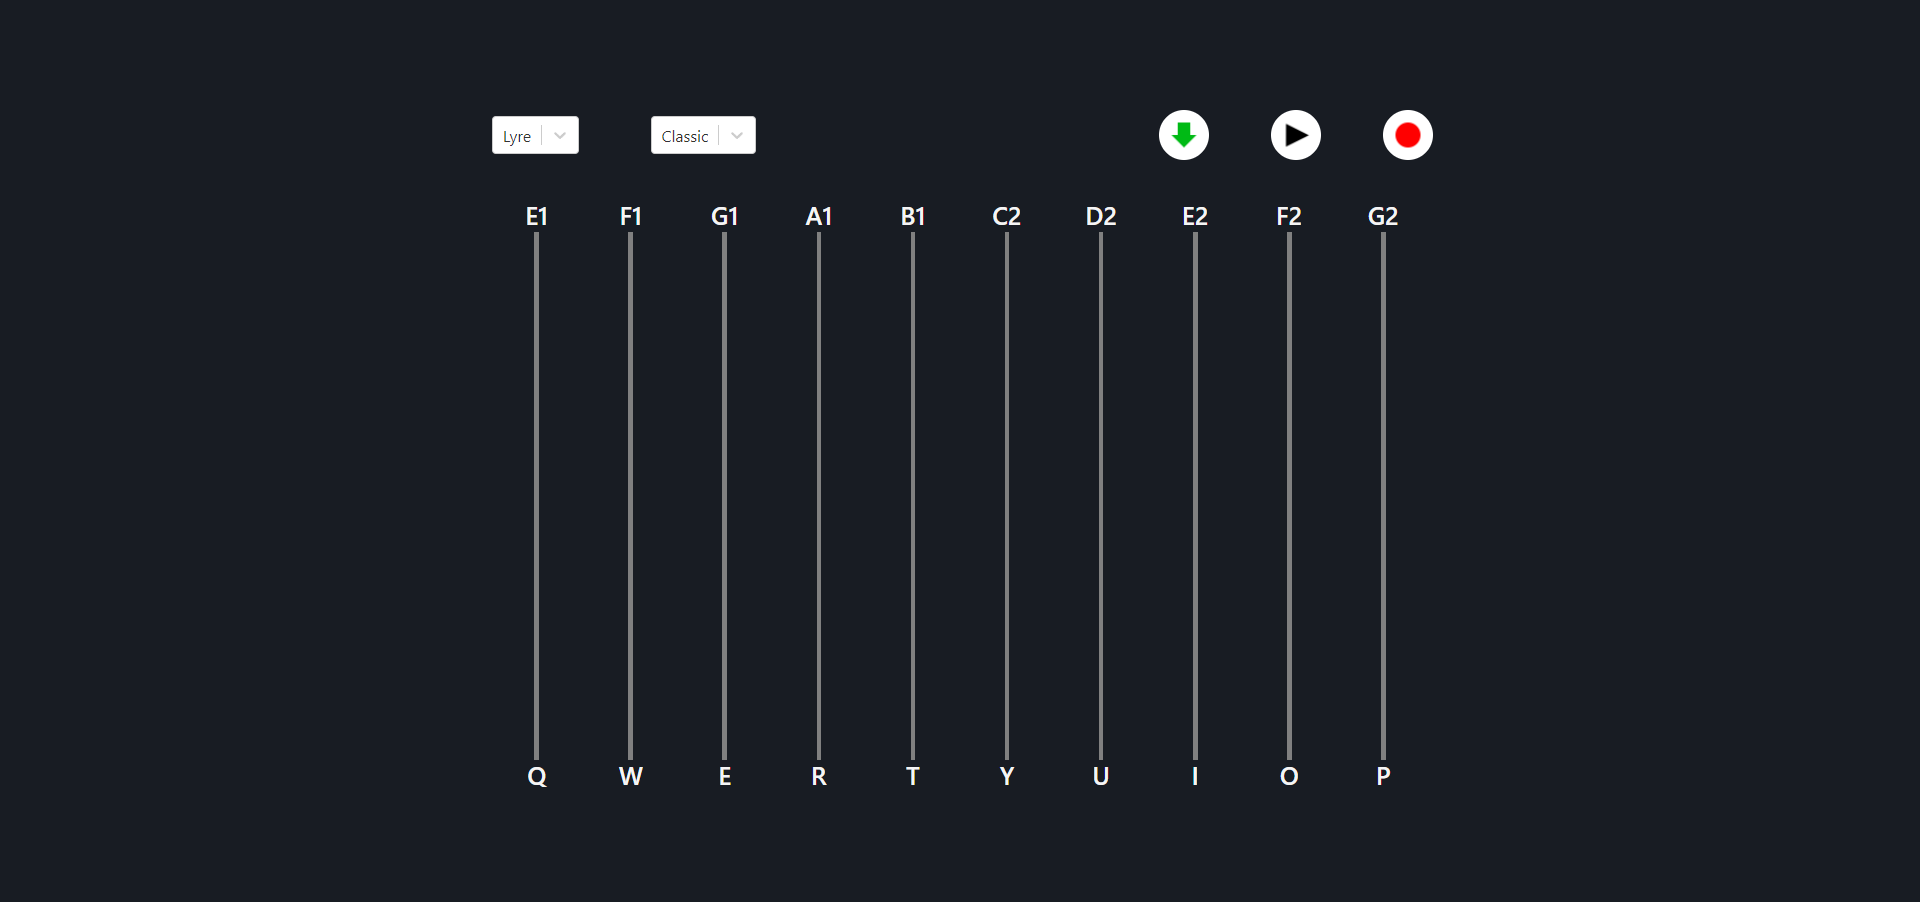 Lyre Classic
E1 F1 G1 A1 B1 C2 D2 E2 F2 G2
Q W E R T Y U I O P